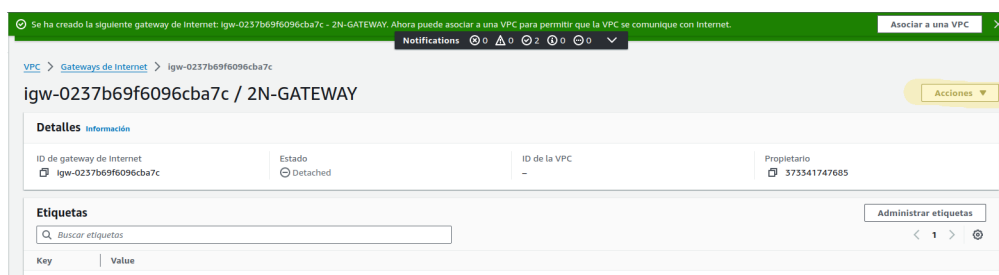 Se ha creado la siguiente gateway de Internet: igw-0237b69f6096cba7c - 2N-GATEWAY. Ahora puede asociar a una VPC para permitir que la VPC se comunique con Internet.
Asociar a una VPC
Notifications 0 0 2 0 0
VPC > Gateways de Internet > igw-0237b69f6096cba7c
igw-0237b69f6096cba7c / 2N-GATEWAY
Acciones
Detalles Información
ID de gateway de Internet Estado ID de la VPC Propietario
igw-0237b69f6096cba7c Detached – 373341747685
Etiquetas
Administrar etiquetas
Buscar etiquetas
< 1 >
Key Value